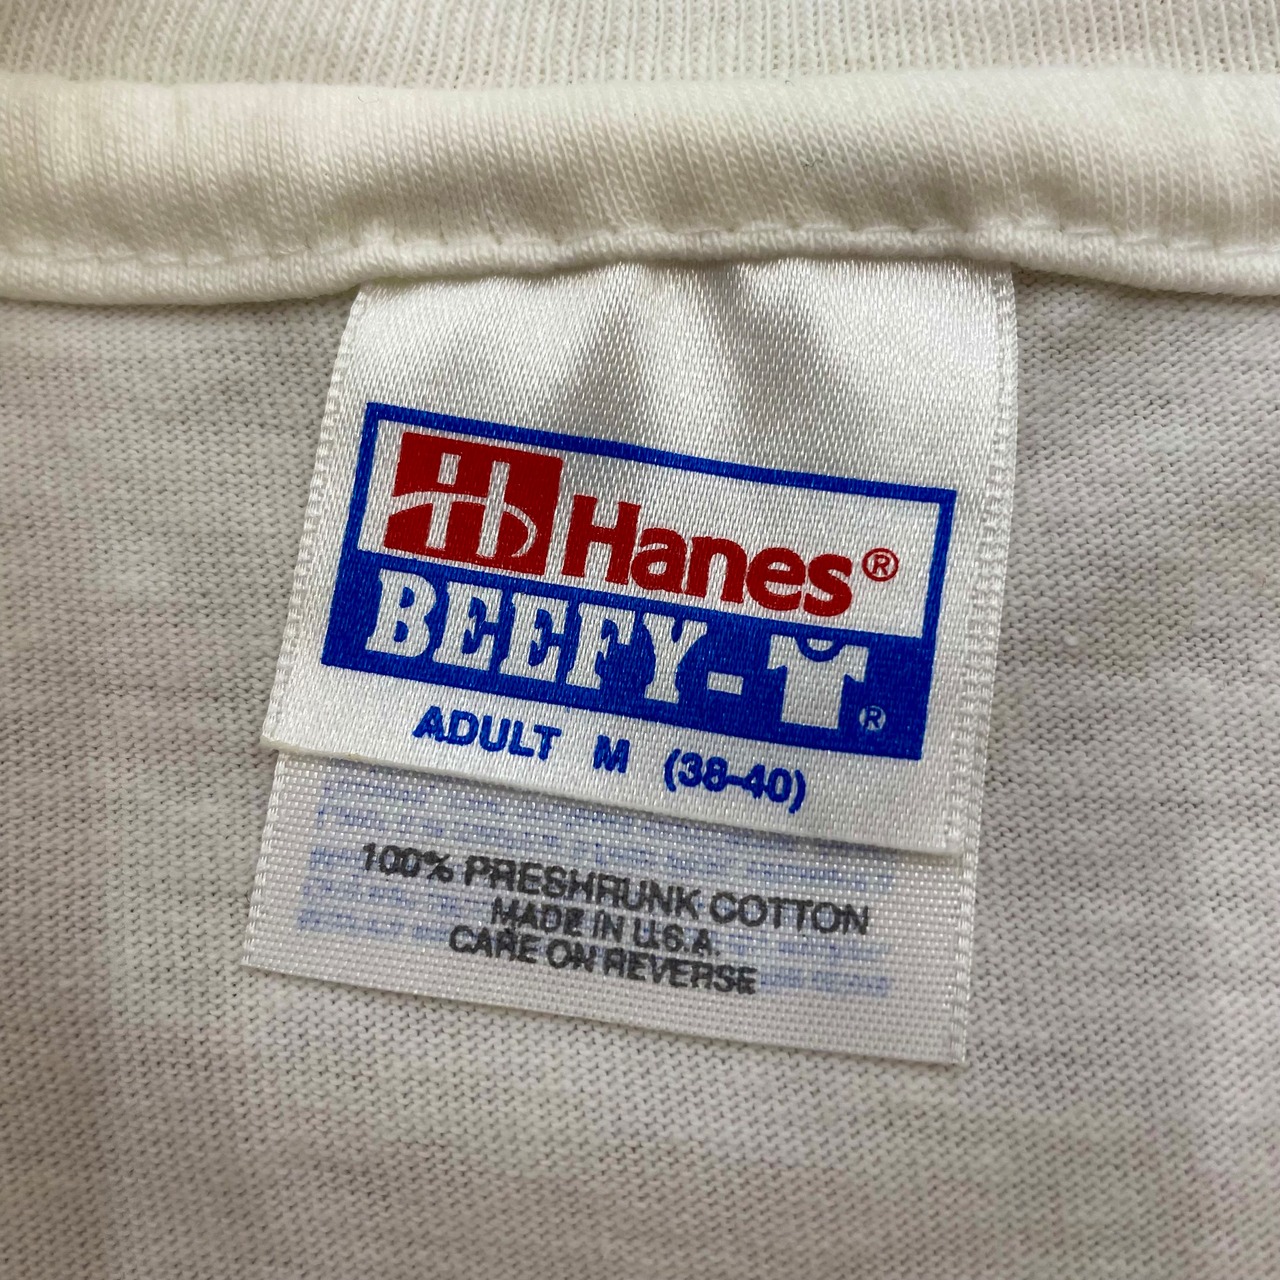 Hanes®
BEEFY-T®
ADULT M (38-40)
100% PRESHRUNK COTTON
MADE IN U.S.A.
CARE ON REVERSE